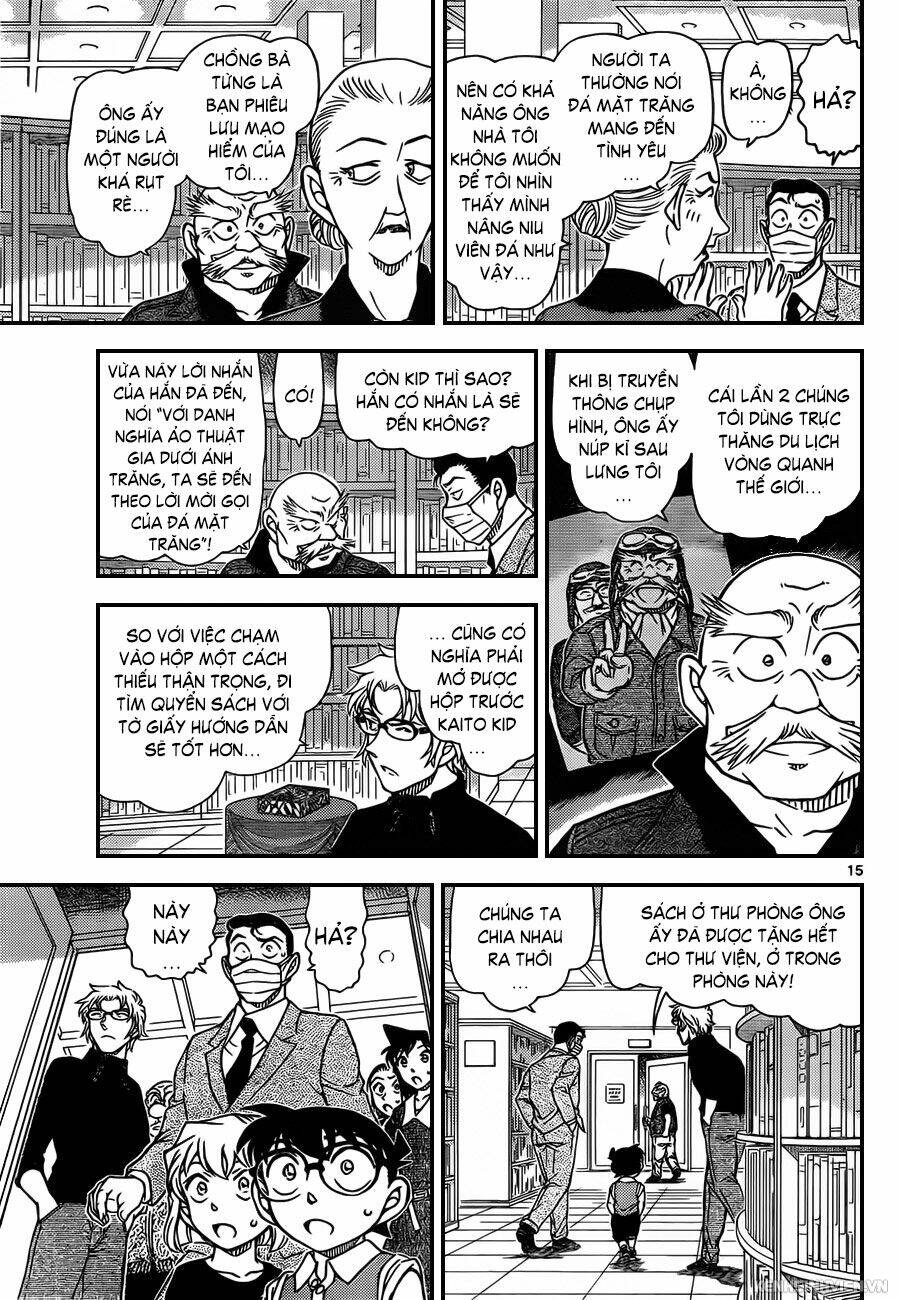 HẢ?
À,
KHÔNG
...
NGƯỜI TA
THƯỜNG NÓI
ĐÁ MẶT TRĂNG
MANG ĐẾN
TÌNH YÊU...
NÊN CÓ KHẢ
NĂNG ÔNG
NHÀ TÔI
KHÔNG MUỐN
ĐỂ TÔI NHÌN
THẤY MÌNH
NÂNG NIU
VIÊN ĐÁ NHƯ
VẬY...
CHỒNG BÀ
TỪNG LÀ
BẠN PHIÊU
LƯU MẠO
HIỂM CỦA
TÔI...
ÔNG ẤY
ĐÚNG LÀ
MỘT NGƯỜI
KHÁ RỤT
RÈ...
CÁI LẦN 2 CHÚNG
TÔI DÙNG TRỰC
THĂNG DU LỊCH
VÒNG QUANH
THẾ GIỚI...
KHI BỊ TRUYỀN
THÔNG CHỤP
HÌNH, ÔNG ẤY
NÚP KĨ SAU
LƯNG TÔI
...
CÒN KID THÌ SAO?
HẮN CÓ NHẮN LÀ SẼ
ĐẾN KHÔNG?
CÓ!
VỪA NÃY LỜI NHẮN
CỦA HẮN ĐÃ ĐẾN,
NÓI "VỚI DANH
NGHĨA ẢO THUẬT
GIA DƯỚI ÁNH
TRĂNG, TA SẼ ĐẾN
THEO LỜI MỜI GỌI
CỦA ĐÁ MẶT
TRĂNG"!
... CŨNG CÓ
NGHĨA PHẢI
MỞ ĐƯỢC
HỘP TRƯỚC
KAITO KID
...
SO VỚI VIỆC CHẠM
VÀO HỘP MỘT CÁCH
THIẾU THẬN TRỌNG, ĐI
TÌM QUYỂN SÁCH VỚI
TỜ GIẤY HƯỚNG DẪN
SẼ TỐT HƠN...
15
SÁCH Ở THƯ PHÒNG ÔNG
ẤY ĐÃ ĐƯỢC TẶNG HẾT
CHO THƯ VIỆN, Ở TRONG
PHÒNG NÀY!
CHÚNG TA
CHIA NHAU
RA THÔI
...
HẢ?
NÀY
NÀY
...